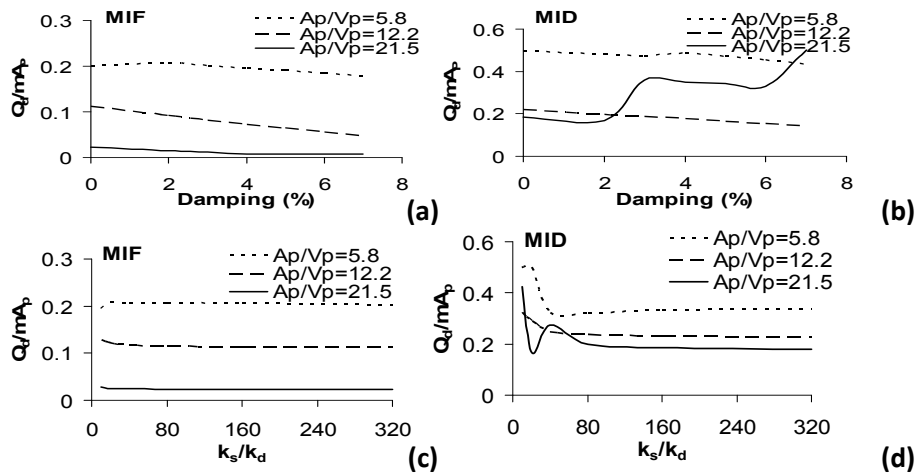 MIF
Ap/Vp=5.8
Ap/Vp=12.2
Ap/Vp=21.5
0.3
0.2
0.1
0
Qd/mAp
0 2 4 6 8
Damping (%)
(a)
MID
Ap/Vp=5.8
Ap/Vp=12.2
Ap/Vp=21.5
0.6
0.4
0.2
0
Qd/mAp
0 2 4 6 8
Damping (%)
(b)
MIF
Ap/Vp=5.8
Ap/Vp=12.2
Ap/Vp=21.5
0.3
0.2
0.1
0
Qd/mAp
0 80 160 240 320
ks/kd
(c)
MID
Ap/Vp=5.8
Ap/Vp=12.2
Ap/Vp=21.5
0.6
0.4
0.2
0
Qd/mAp
0 80 160 240 320
ks/kd
(d)